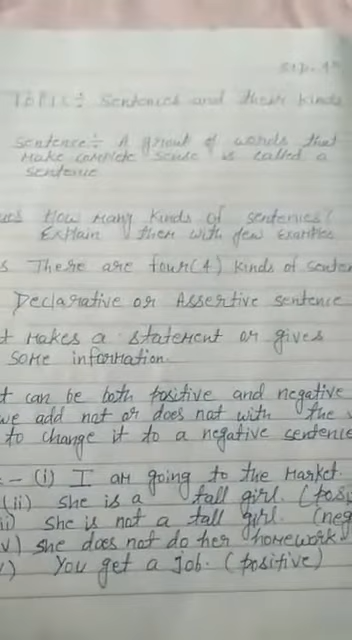 Topic:- Sentences and their kinds
Sentence:- A group of words that
make complete sense is called a
sentence
How many kinds of sentences?
Explain them with few examples
There are four(4) kinds of
Declarative or Assertive sentence
makes a statement or gives
some information.
can be both positive and negative
we add not or does not with the
to change it to a negative sentence
- (i) I am going to the market.
(ii) she is a tall girl. (
she is not a tall girl. (
she does not do her homework
You get a job. (positive)